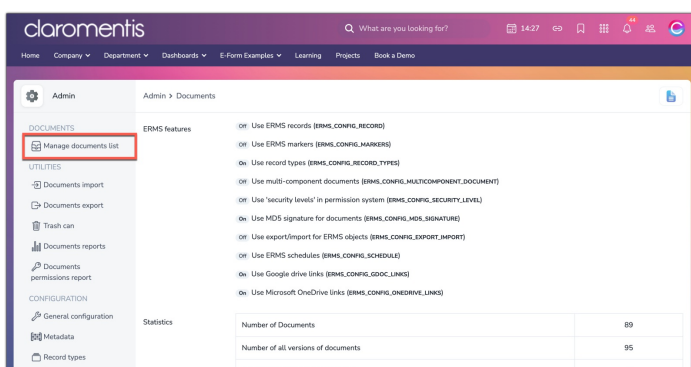 claromentis
What are you looking for?
14:27
44
Home Company Department Dashboards E-Form Examples Learning Projects Book a Demo
Admin
Admin > Documents
DOCUMENTS
Manage documents list
UTILITIES
Documents import
Documents export
Trash can
Documents reports
Documents
permissions report
CONFIGURATION
General configuration
Metadata
Record types
ERMS features
Off Use ERMS records (ERMS_CONFIG_RECORD)
Off Use ERMS markers (ERMS_CONFIG_MARKERS)
On Use record types (ERMS_CONFIG_RECORD_TYPES)
Off Use multi-component documents (ERMS_CONFIG_MULTICOMPONENT_DOCUMENT)
Off Use 'security levels' in permission system (ERMS_CONFIG_SECURITY_LEVEL)
On Use MD5 signature for documents (ERMS_CONFIG_MD5_SIGNATURE)
Off Use export/import for ERMS objects (ERMS_CONFIG_EXPORT_IMPORT)
Off Use ERMS schedules (ERMS_CONFIG_SCHEDULE)
On Use Google drive links (ERMS_CONFIG_GDOC_LINKS)
On Use Microsoft OneDrive links (ERMS_CONFIG_ONEDRIVE_LINKS)
Statistics
Number of Documents 89
Number of all versions of documents 95